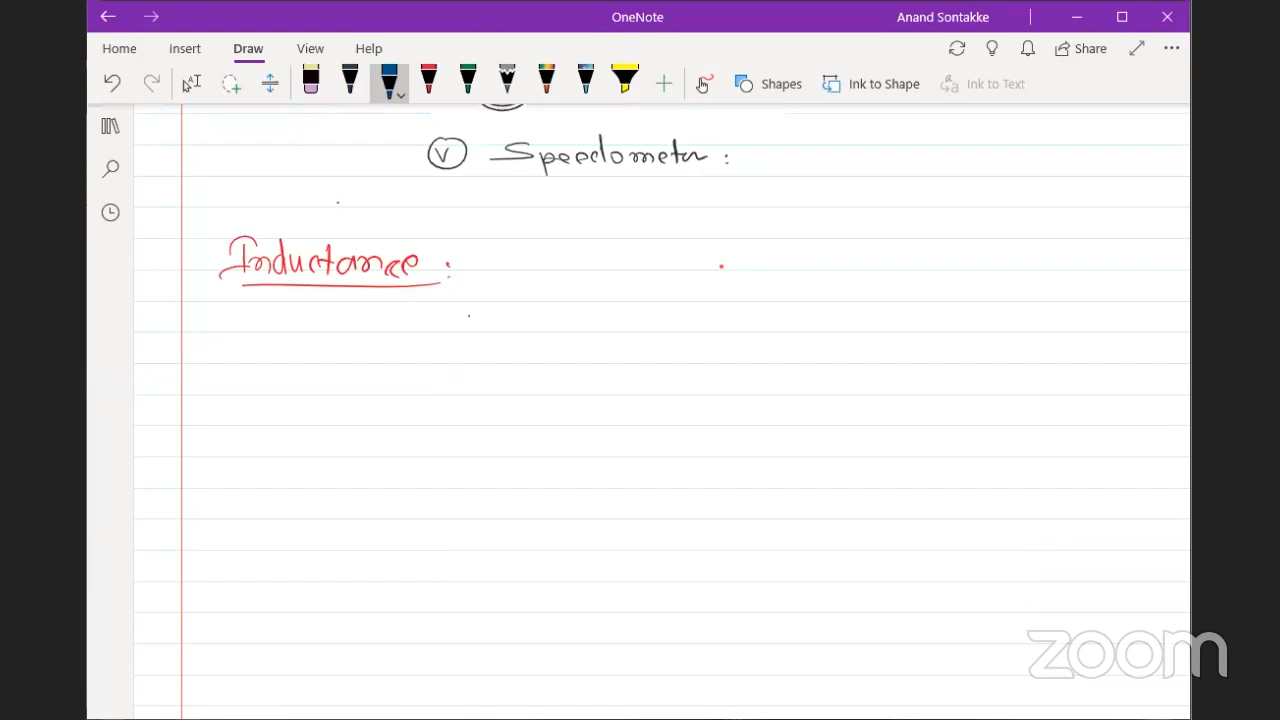 OneNote
Anand Sontakke
Home Insert Draw View Help
Share
Shapes
Ink to Shape
Ink to Text
V Speedometer :
Inductance :
zoom